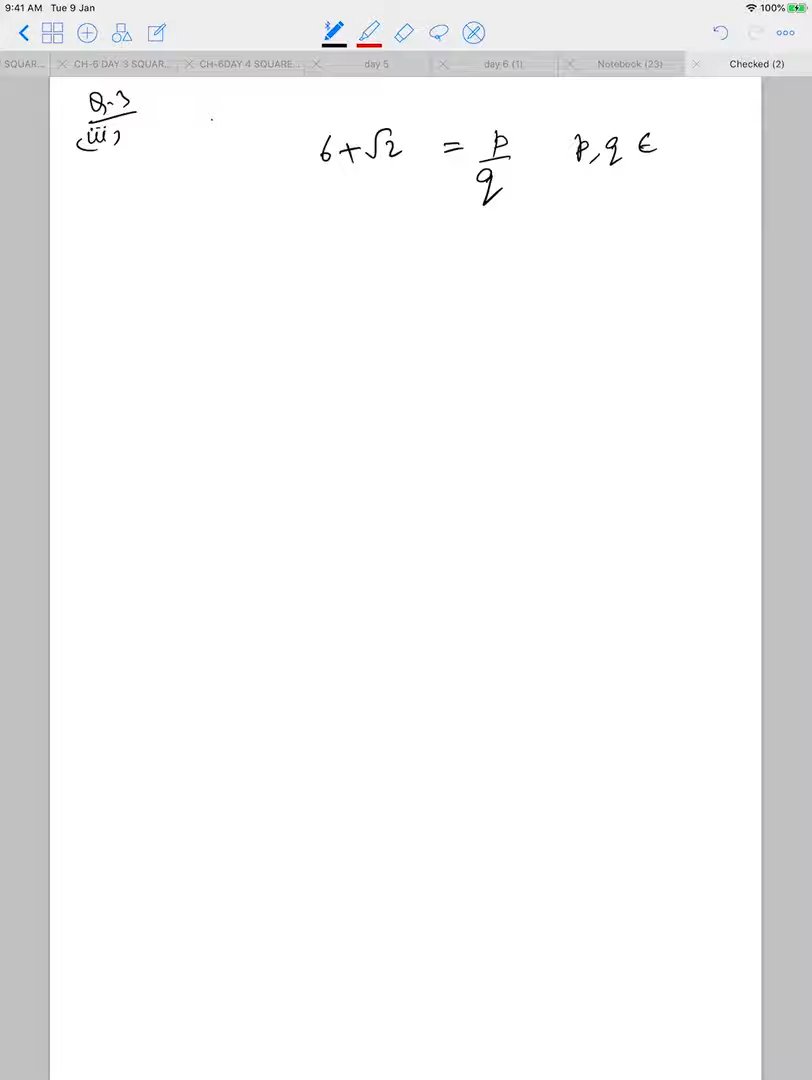 9:41 AM Tue 9 Jan
100%
SQUAR... CH-6 DAY 3 SQUAR... CH-6DAY 4 SQUARE... day 5 day 6 (1) Notebook (23) Checked (2)
Q-3
(iii)
6+√2 = p/q p, q ∈